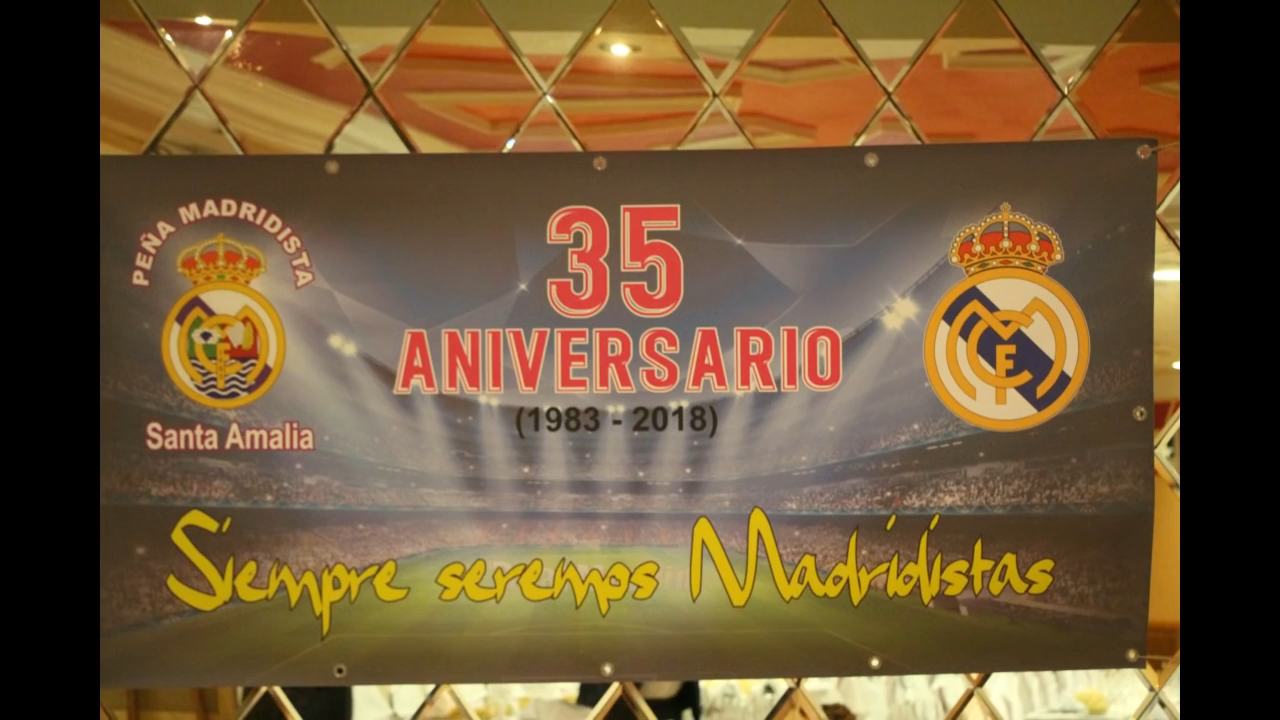 PEÑA MADRIDISTA
Santa Amalia
35
ANIVERSARIO
(1983 - 2018)
Siempre seremos Madridistas